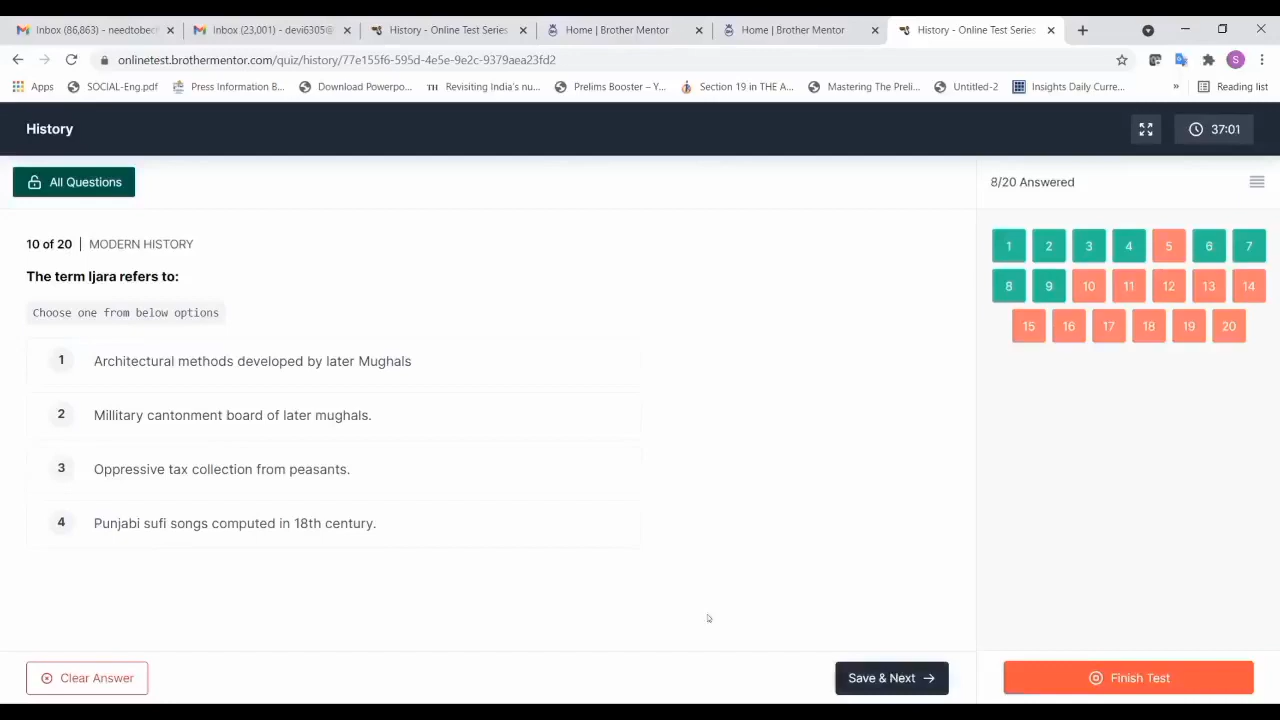 Inbox (86,863) - needtobech
Inbox (23,001) - devi6305@
History - Online Test Series
Home | Brother Mentor
Home | Brother Mentor
History - Online Test Series
onlinetest.brothermentor.com/quiz/history/77e155f6-595d-4e5e-9e2c-9379aea23fd2
S
Apps
SOCIAL-Eng.pdf
Press Information B...
Download Powerpo...
TH Revisiting India's nu...
Prelims Booster – Y...
Section 19 in THE A...
Mastering The Preli...
Untitled-2
Insights Daily Curre...
»
Reading list
History
37:01
All Questions
8/20 Answered
10 of 20 | MODERN HISTORY
The term Ijara refers to:
Choose one from below options
1 Architectural methods developed by later Mughals
2 Millitary cantonment board of later mughals.
3 Oppressive tax collection from peasants.
4 Punjabi sufi songs computed in 18th century.
1 2 3 4 5 6 7
8 9 10 11 12 13 14
15 16 17 18 19 20
Clear Answer
Save & Next
Finish Test